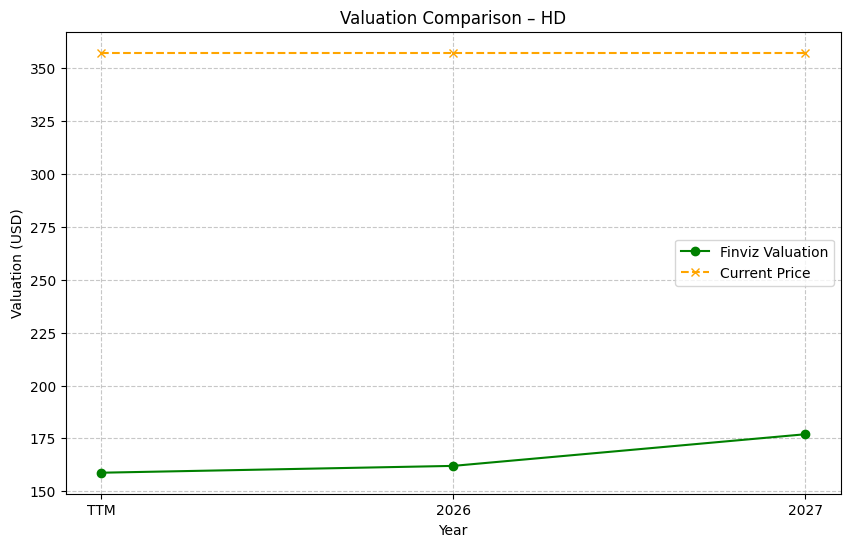 Valuation Comparison – HD
Valuation (USD)
350
325
300
275
250
225
200
175
150
Finviz Valuation
Current Price
TTM
2026
2027
Year